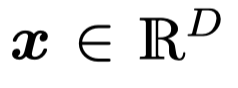 𝒙 ∈ ℝ^D